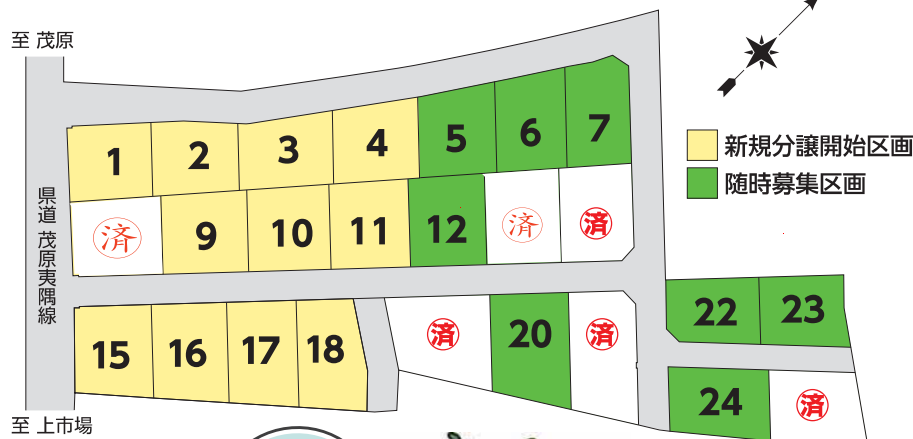 至 茂原
新規分譲開始区画
随時募集区画
1 2 3 4 5 6 7
済 9 10 11 12 済 済
県道 茂原夷隅線
15 16 17 18 済 20 済
22 23
24 済
至 上市場